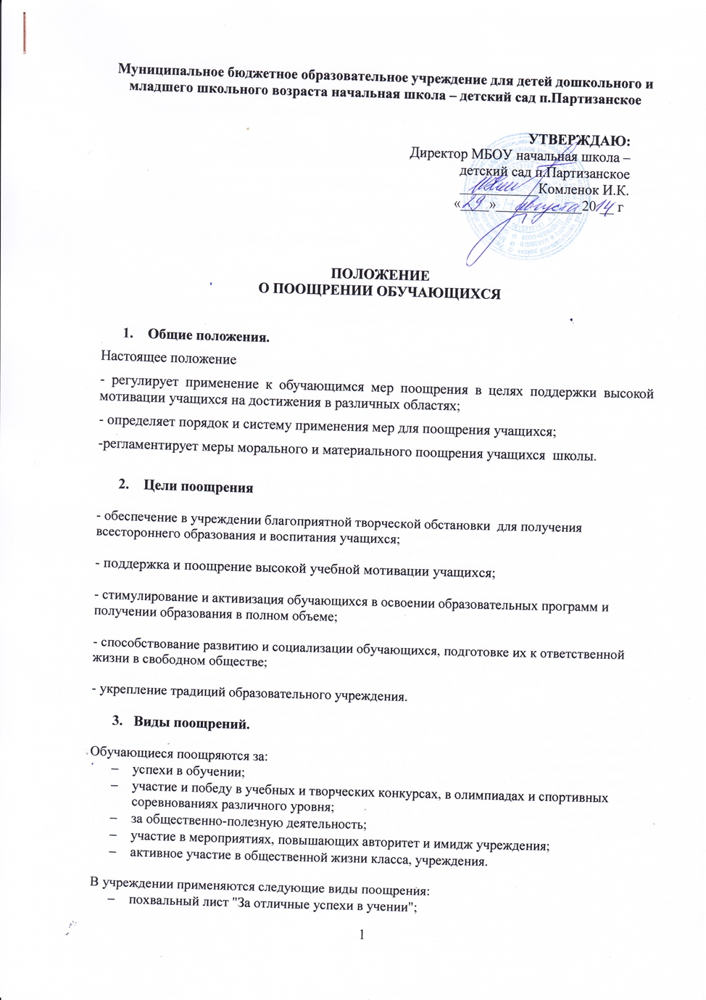 Муниципальное бюджетное образовательное учреждение для детей дошкольного и
младшего школьного возраста начальная школа – детский сад п.Партизанское
УТВЕРЖДАЮ:
Директор МБОУ начальная школа –
детский сад п.Партизанское
___________Комленок И.К.
«29»  августа 2014 г
ПОЛОЖЕНИЕ
О ПООЩРЕНИИ ОБУЧАЮЩИХСЯ
1. Общие положения.
Настоящее положение
- регулирует применение к обучающимся мер поощрения в целях поддержки высокой
мотивации учащихся на достижения в различных областях;
- определяет порядок и систему применения мер для поощрения учащихся;
-регламентирует меры морального и материального поощрения учащихся школы.
2. Цели поощрения
- обеспечение в учреждении благоприятной творческой обстановки для получения
всестороннего образования и воспитания учащихся;
- поддержка и поощрение высокой учебной мотивации учащихся;
- стимулирование и активизация обучающихся в освоении образовательных программ и
получении образования в полном объеме;
- способствование развитию и социализации обучающихся, подготовке их к ответственной
жизни в свободном обществе;
- укрепление традиций образовательного учреждения.
3. Виды поощрений.
Обучающиеся поощряются за:
– успехи в обучении;
– участие и победу в учебных и творческих конкурсах, в олимпиадах и спортивных
соревнованиях различного уровня;
– за общественно-полезную деятельность;
– участие в мероприятиях, повышающих авторитет и имидж учреждения;
– активное участие в общественной жизни класса, учреждения.
В учреждении применяются следующие виды поощрения:
– похвальный лист "За отличные успехи в учении";
1